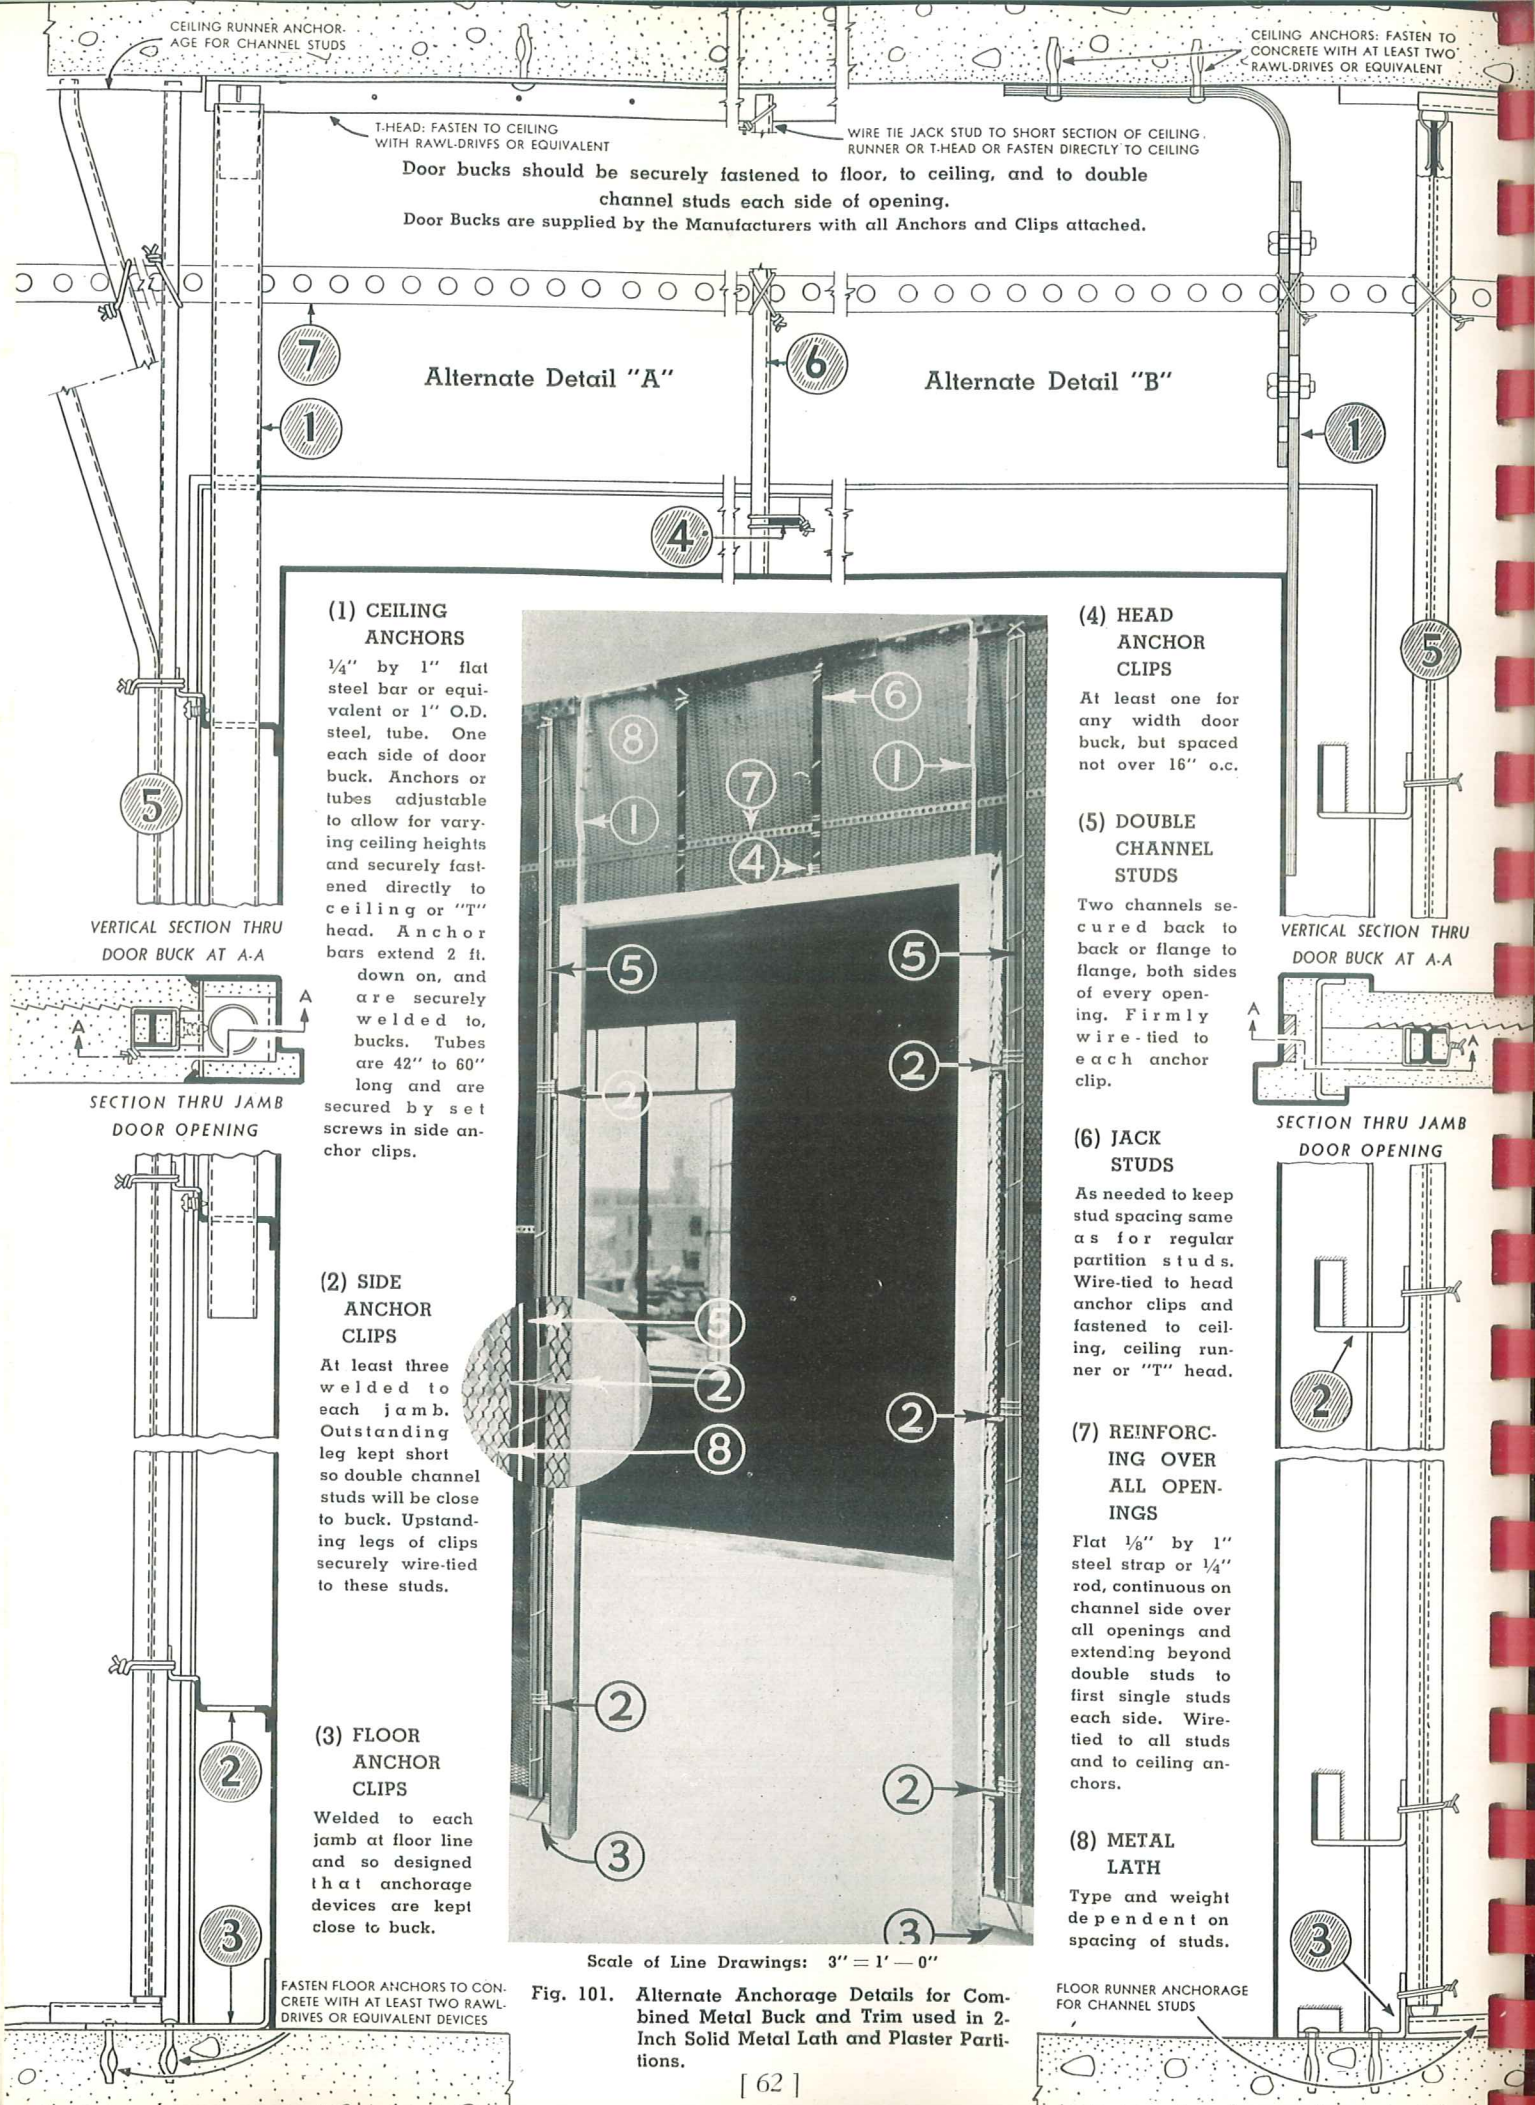 CEILING RUNNER ANCHOR-
AGE FOR CHANNEL STUDS
CEILING ANCHORS: FASTEN TO
CONCRETE WITH AT LEAST TWO
RAWL-DRIVES OR EQUIVALENT
T-HEAD: FASTEN TO CEILING
WITH RAWL-DRIVES OR EQUIVALENT
WIRE TIE JACK STUD TO SHORT SECTION OF CEILING
RUNNER OR T-HEAD OR FASTEN DIRECTLY TO CEILING
Door bucks should be securely fastened to floor, to ceiling, and to double
channel studs each side of opening.
Door Bucks are supplied by the Manufacturers with all Anchors and Clips attached.
7
6
Alternate Detail "A"
Alternate Detail "B"
1
1
4
5
5
VERTICAL SECTION THRU
DOOR BUCK AT A-A
A
A
SECTION THRU JAMB
DOOR OPENING
2
3
FASTEN FLOOR ANCHORS TO CON-
CRETE WITH AT LEAST TWO RAWL-
DRIVES OR EQUIVALENT DEVICES
(1) CEILING
ANCHORS
1/4" by 1" flat
steel bar or equi-
valent or 1" O.D.
steel, tube. One
each side of door
buck. Anchors or
tubes adjustable
to allow for vary-
ing ceiling heights
and securely fast-
ened directly to
ceiling or "T"
head. Anchor
bars extend 2 ft.
down on, and
are securely
welded to,
bucks. Tubes
are 42" to 60"
long and are
secured by set
screws in side an-
chor clips.
(2) SIDE
ANCHOR
CLIPS
At least three
welded to
each jamb.
Outstanding
leg kept short
so double channel
studs will be close
to buck. Upstand-
ing legs of clips
securely wire-tied
to these studs.
(3) FLOOR
ANCHOR
CLIPS
Welded to each
jamb at floor line
and so designed
that anchorage
devices are kept
close to buck.
6
8
1
7
1
4
5
5
2
2
5
2
2
8
2
2
3
3
(4) HEAD
ANCHOR
CLIPS
At least one for
any width door
buck, but spaced
not over 16" o.c.
(5) DOUBLE
CHANNEL
STUDS
Two channels se-
cured back to
back or flange to
flange, both sides
of every open-
ing. Firmly
wire-tied to
each anchor
clip.
(6) JACK
STUDS
As needed to keep
stud spacing same
as for regular
partition studs.
Wire-tied to head
anchor clips and
fastened to ceil-
ing, ceiling run-
ner or "T" head.
(7) REINFORC-
ING OVER
ALL OPEN-
INGS
Flat 1/8" by 1"
steel strap or 1/4"
rod, continuous on
channel side over
all openings and
extending beyond
double studs to
first single studs
each side. Wire-
tied to all studs
and to ceiling an-
chors.
(8) METAL
LATH
Type and weight
dependent on
spacing of studs.
VERTICAL SECTION THRU
DOOR BUCK AT A-A
A
A
SECTION THRU JAMB
DOOR OPENING
2
3
FLOOR RUNNER ANCHORAGE
FOR CHANNEL STUDS
Scale of Line Drawings: 3" = 1' — 0"
Fig. 101. Alternate Anchorage Details for Com-
bined Metal Buck and Trim used in 2-
Inch Solid Metal Lath and Plaster Parti-
tions.
[ 62 ]